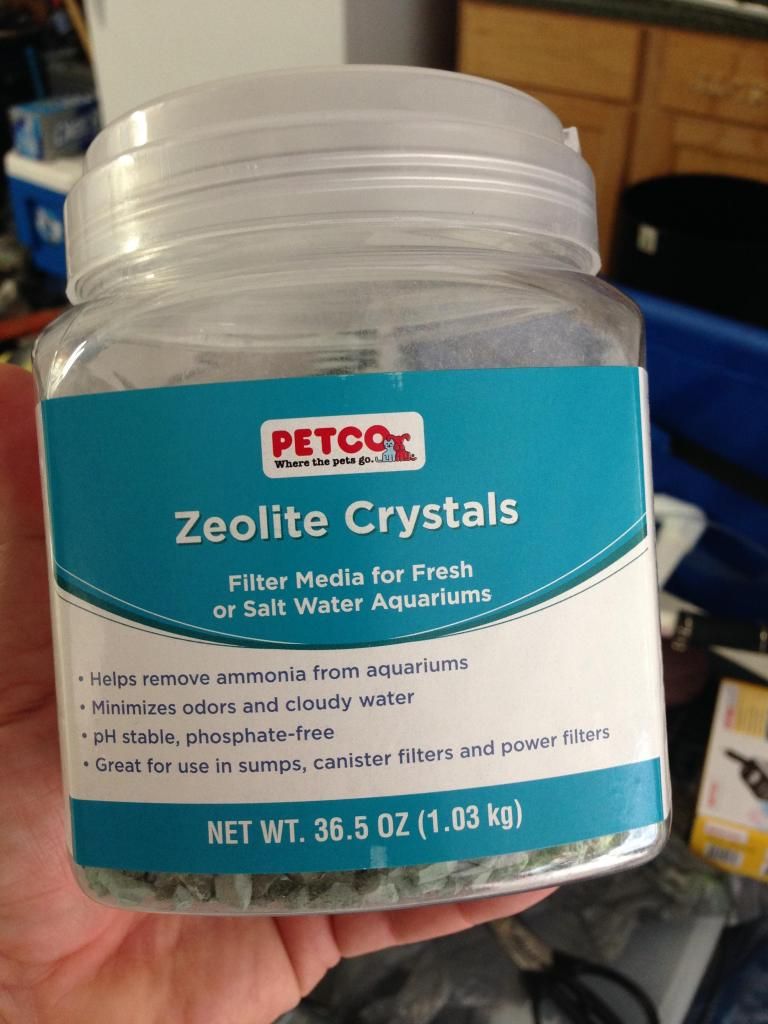 PETCO
Where the pets go.
Zeolite Crystals
Filter Media for Fresh
or Salt Water Aquariums
• Helps remove ammonia from aquariums
• Minimizes odors and cloudy water
• pH stable, phosphate-free
• Great for use in sumps, canister filters and power filters
NET WT. 36.5 OZ (1.03 kg)